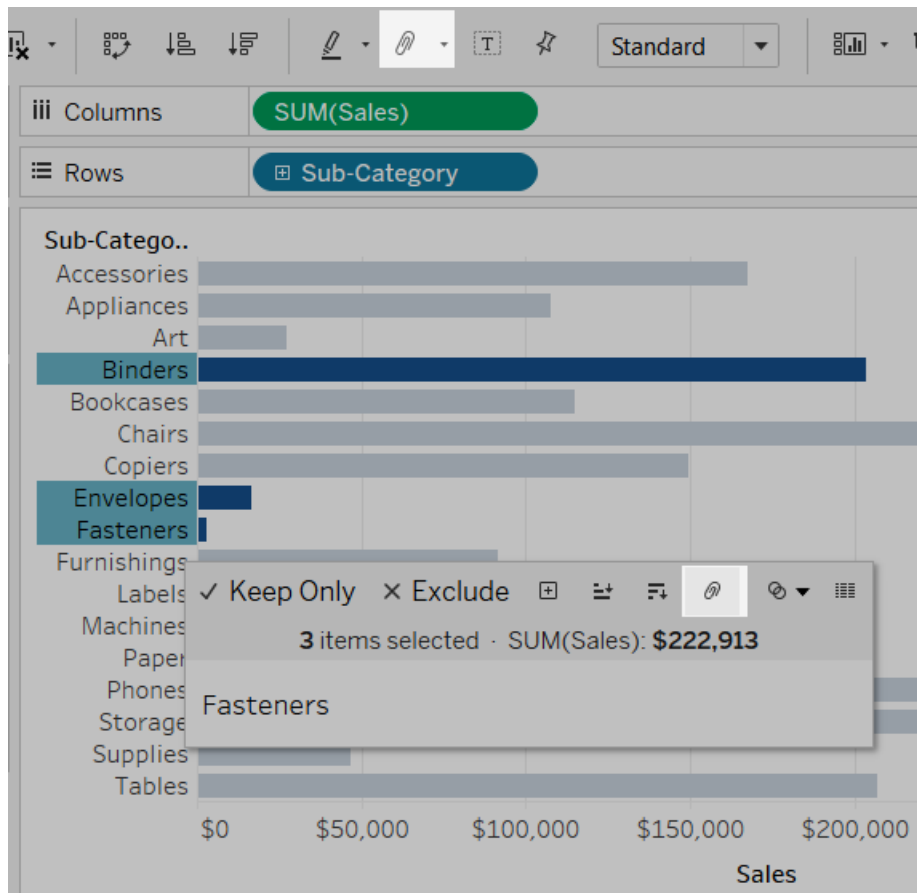 T Standard
Columns SUM(Sales)
Rows Sub-Category
Sub-Catego..
Accessories
Appliances
Art
Binders
Bookcases
Chairs
Copiers
Envelopes
Fasteners
Furnishings
Labels
Machines
Paper
Phones
Storage
Supplies
Tables
Keep Only Exclude
3 items selected · SUM(Sales): $222,913
Fasteners
$0 $50,000 $100,000 $150,000 $200,000
Sales